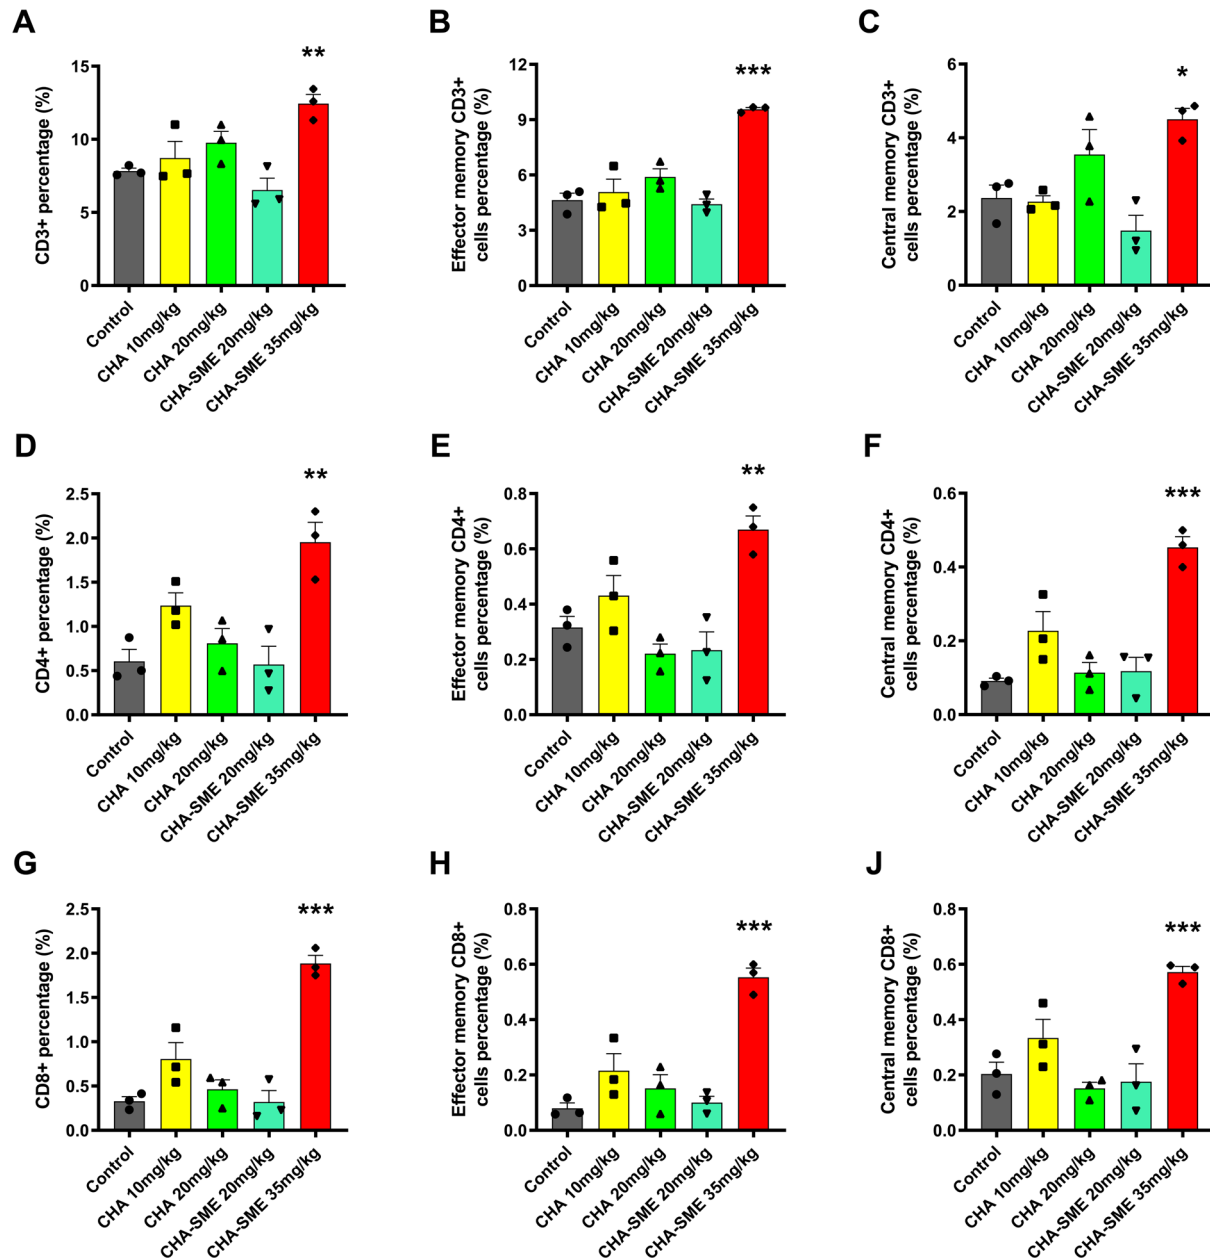 A
CD3+ percentage (%)
15
10
5
0
**
Control
CHA 10mg/kg
CHA 20mg/kg
CHA-SME 20mg/kg
CHA-SME 35mg/kg
B
Effector memory CD3+
cells percentage (%)
12
9
6
3
0
***
Control
CHA 10mg/kg
CHA 20mg/kg
CHA-SME 20mg/kg
CHA-SME 35mg/kg
C
Central memory CD3+
cells percentage (%)
6
4
2
0
*
Control
CHA 10mg/kg
CHA 20mg/kg
CHA-SME 20mg/kg
CHA-SME 35mg/kg
D
CD4+ percentage (%)
2.5
2.0
1.5
1.0
0.5
0.0
**
Control
CHA 10mg/kg
CHA 20mg/kg
CHA-SME 20mg/kg
CHA-SME 35mg/kg
E
Effector memory CD4+
cells percentage (%)
0.8
0.6
0.4
0.2
0.0
**
Control
CHA 10mg/kg
CHA 20mg/kg
CHA-SME 20mg/kg
CHA-SME 35mg/kg
F
Central memory CD4+
cells percentage (%)
0.6
0.4
0.2
0.0
***
Control
CHA 10mg/kg
CHA 20mg/kg
CHA-SME 20mg/kg
CHA-SME 35mg/kg
G
CD8+ percentage (%)
2.5
2.0
1.5
1.0
0.5
0.0
***
Control
CHA 10mg/kg
CHA 20mg/kg
CHA-SME 20mg/kg
CHA-SME 35mg/kg
H
Effector memory CD8+
cells percentage (%)
0.8
0.6
0.4
0.2
0.0
***
Control
CHA 10mg/kg
CHA 20mg/kg
CHA-SME 20mg/kg
CHA-SME 35mg/kg
J
Central memory CD8+
cells percentage (%)
0.8
0.6
0.4
0.2
0.0
***
Control
CHA 10mg/kg
CHA 20mg/kg
CHA-SME 20mg/kg
CHA-SME 35mg/kg